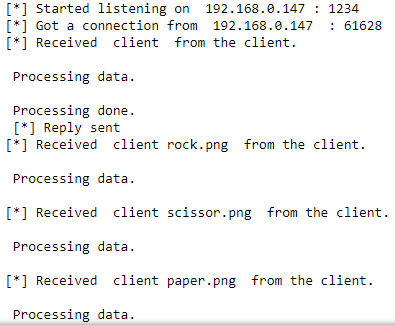 [*] Started listening on  192.168.0.147 : 1234
[*] Got a connection from  192.168.0.147  : 61628
[*] Received  client  from the client.
Processing data.
Processing done.
[*] Reply sent
[*] Received  client rock.png  from the client.
Processing data.
[*] Received  client scissor.png  from the client.
Processing data.
[*] Received  client paper.png  from the client.
Processing data.